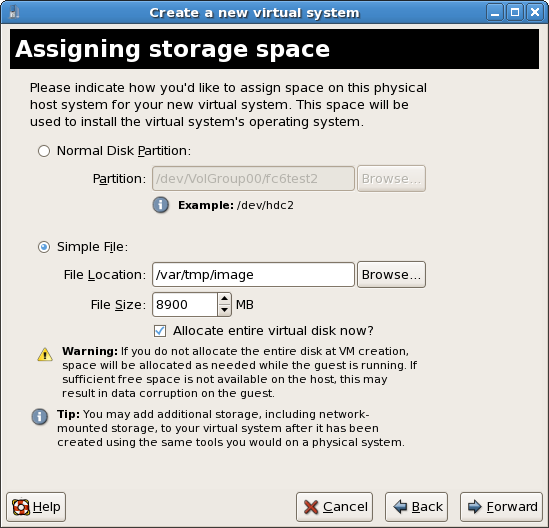 Create a new virtual system
Assigning storage space
Please indicate how you'd like to assign space on this physical
host system for your new virtual system. This space will be
used to install the virtual system's operating system.
Normal Disk Partition:
Partition: /dev/VolGroup00/fc6test2 Browse...
Example: /dev/hdc2
Simple File:
File Location: /var/tmp/image Browse...
File Size: 8900 MB
Allocate entire virtual disk now?
Warning: If you do not allocate the entire disk at VM creation,
space will be allocated as needed while the guest is running. If
sufficient free space is not available on the host, this may
result in data corruption on the guest.
Tip: You may add additional storage, including network-
mounted storage, to your virtual system after it has been
created using the same tools you would on a physical system.
Help Cancel Back Forward